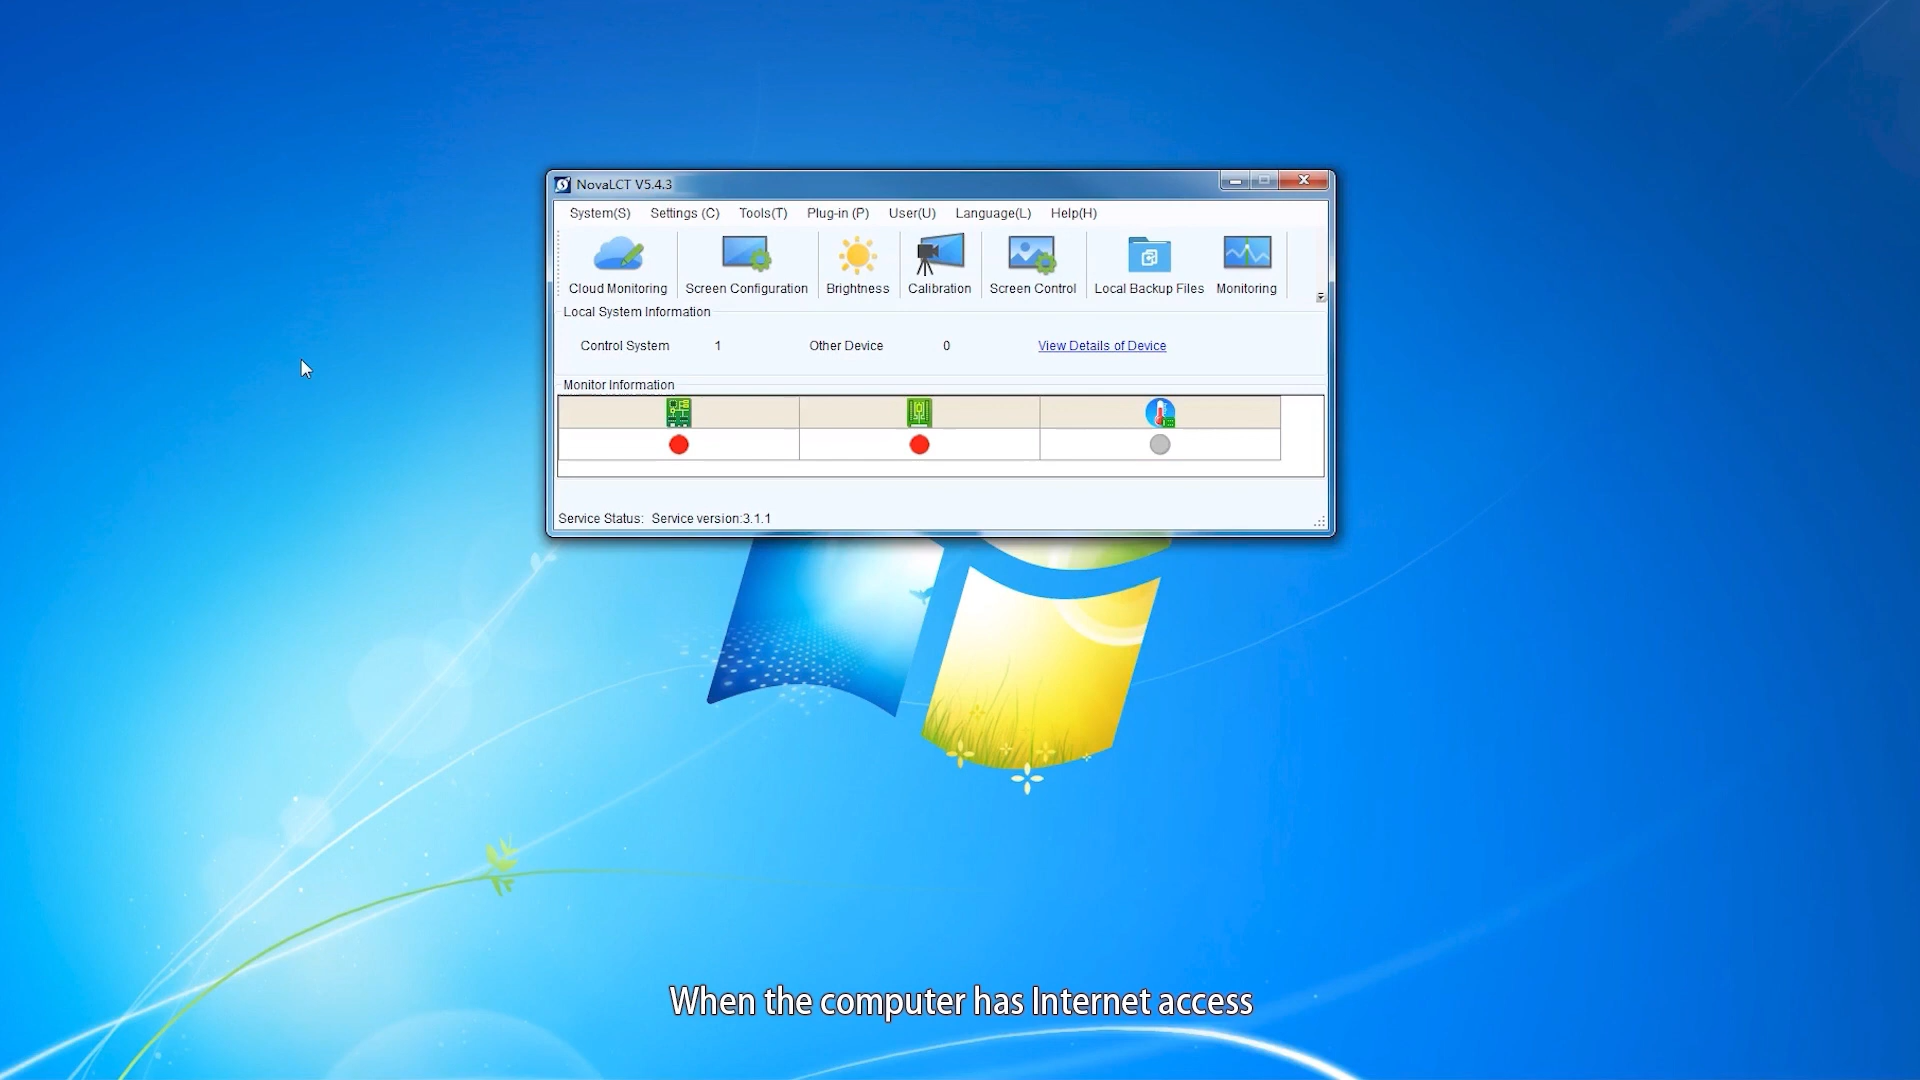 NovaLCT V5.4.3
System(S) Settings (C) Tools(T) Plug-in (P) User(U) Language(L) Help(H)
Cloud Monitoring Screen Configuration Brightness Calibration Screen Control Local Backup Files Monitoring
Local System Information
Control System 1 Other Device 0 View Details of Device
Monitor Information
Service Status: Service version:3.1.1
When the computer has Internet access